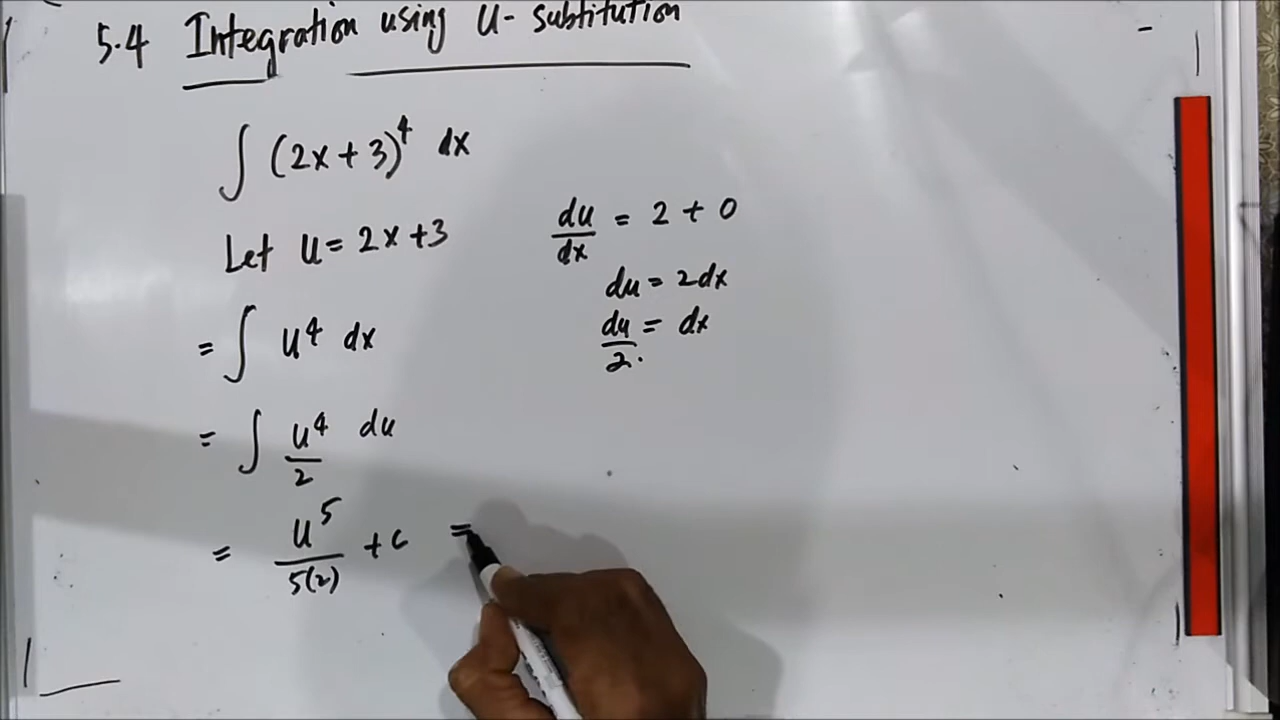 5.4 Integration using u-subtitution
∫ (2x+3)⁴ dx
Let u = 2x+3
du/dx = 2 + 0
du = 2dx
du/2. = dx
= ∫ u⁴ dx
= ∫ u⁴/2 du
= u⁵/5(2) + c =